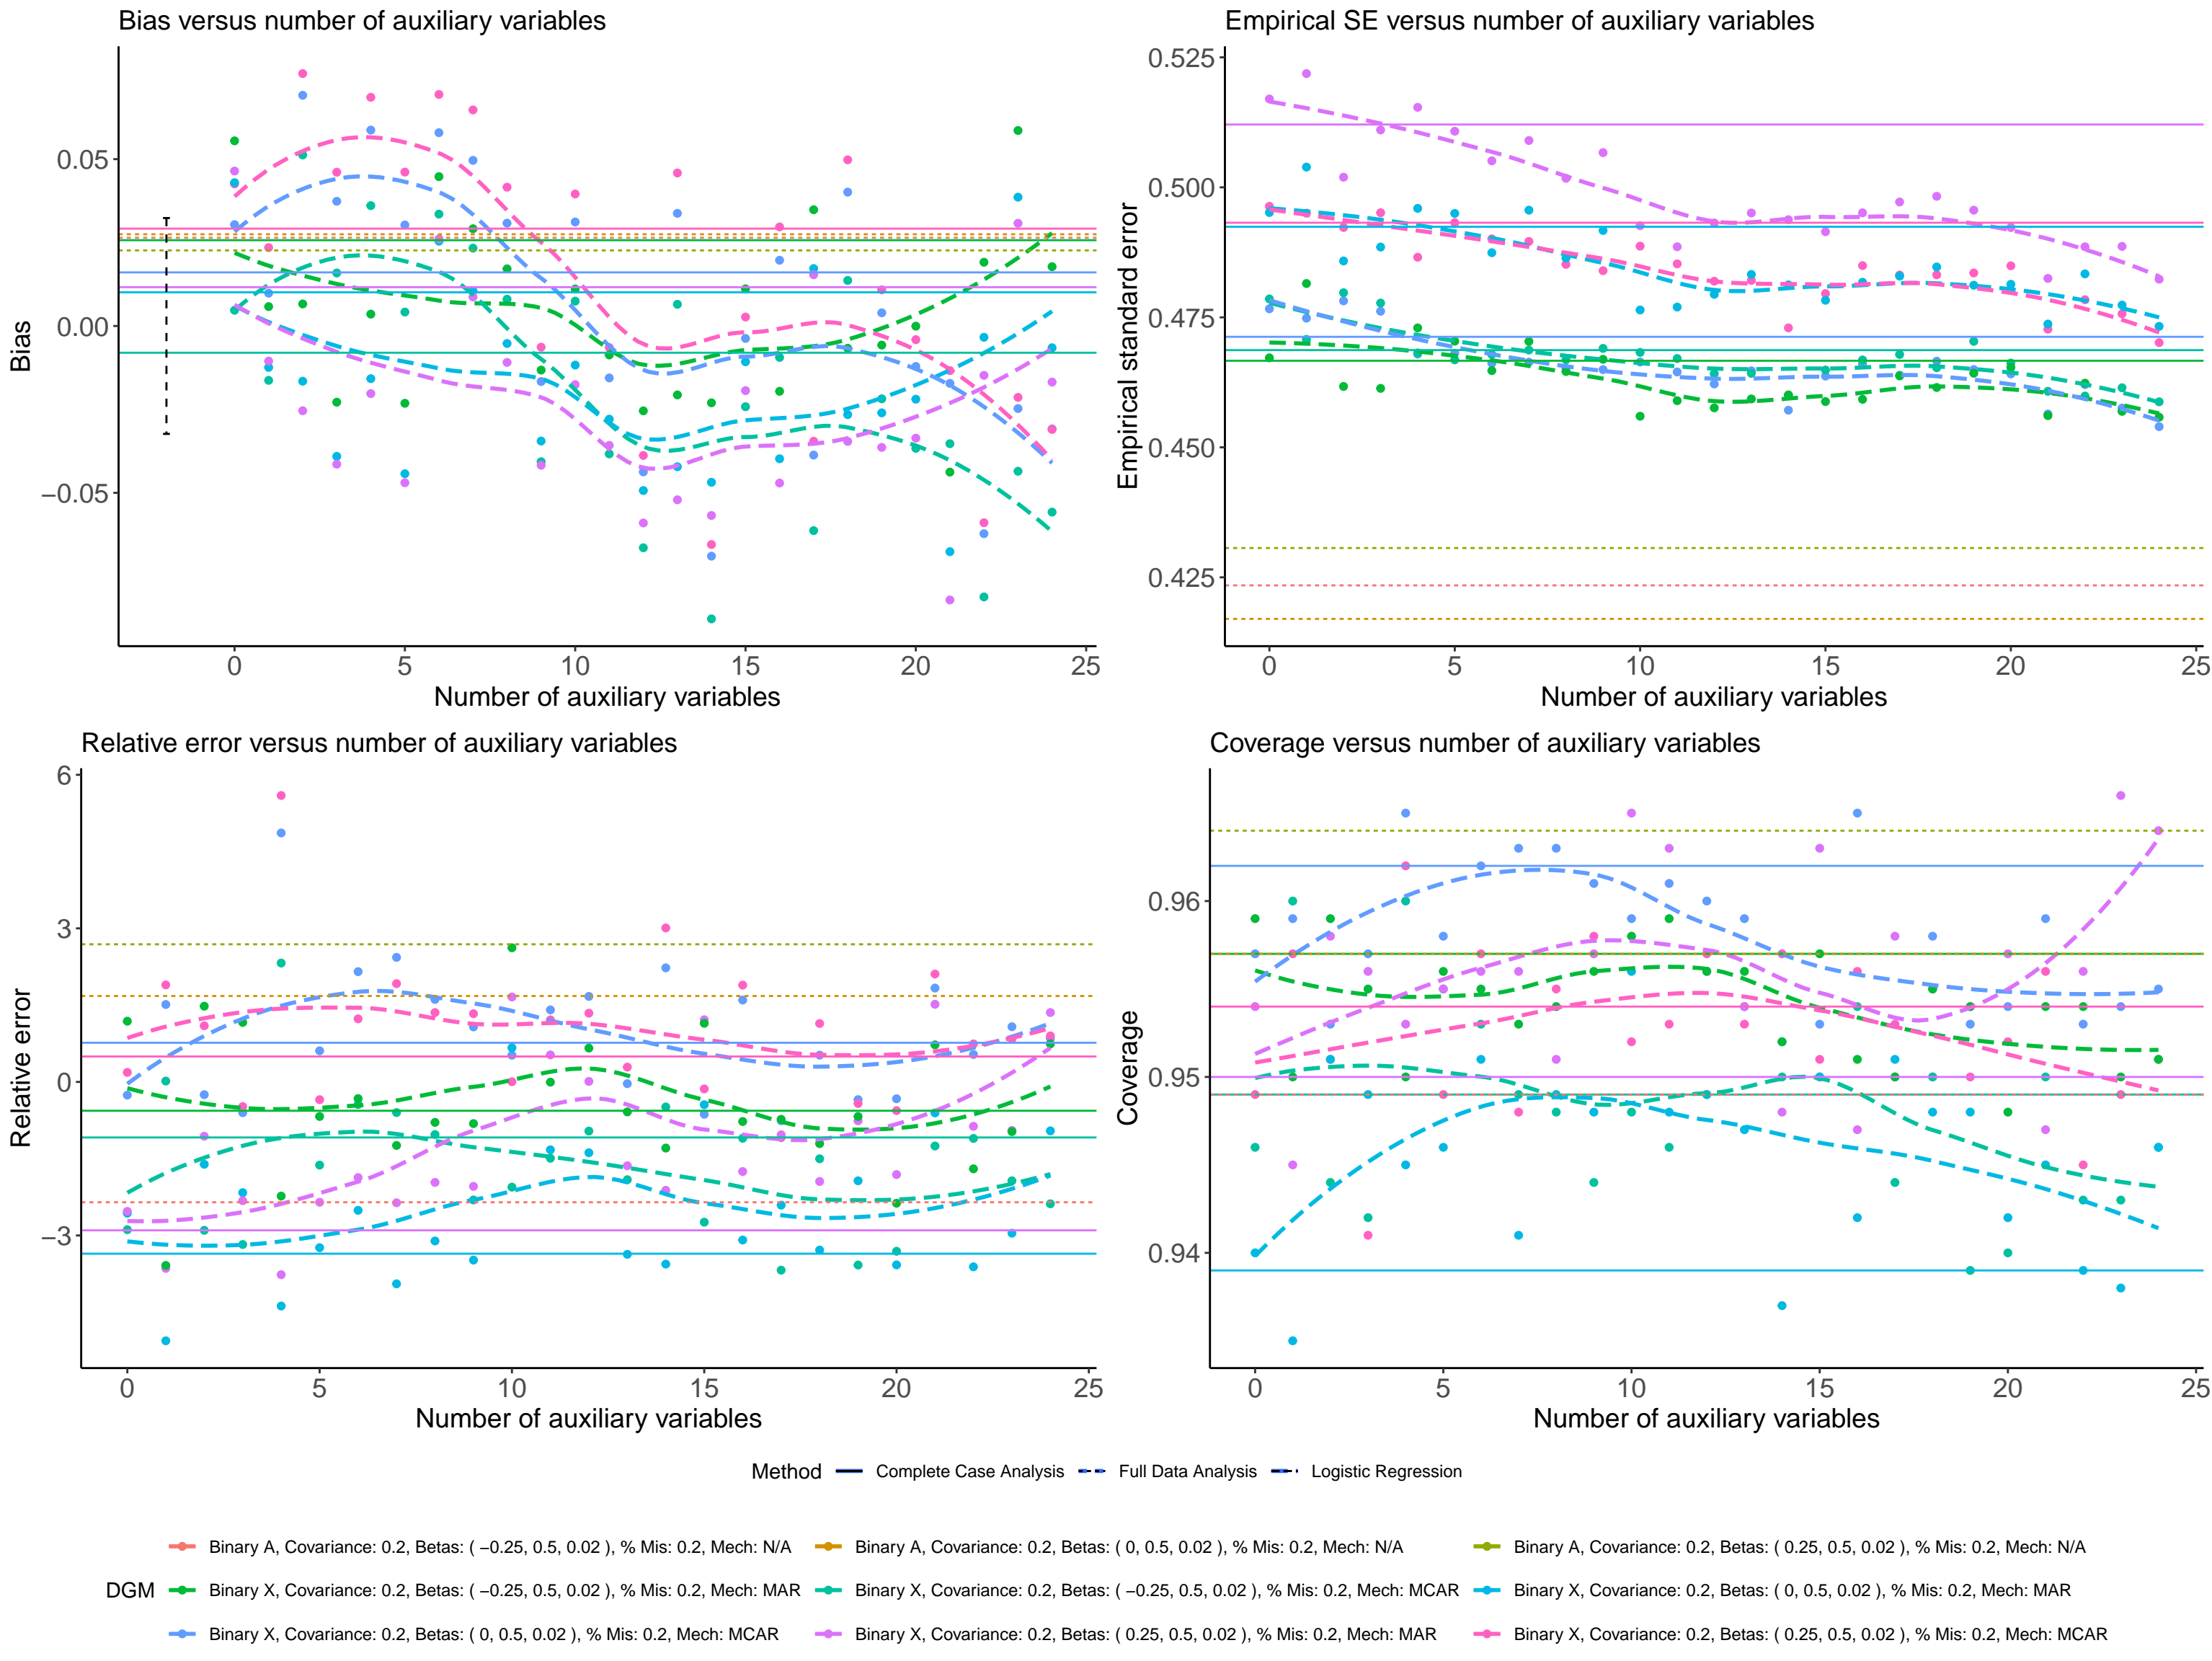 Bias versus number of auxiliary variables
0.05
0.00
−0.05
Bias
0 5 10 15 20 25
Number of auxiliary variables
Empirical SE versus number of auxiliary variables
0.525
0.500
0.475
0.450
0.425
Empirical standard error
0 5 10 15 20 25
Number of auxiliary variables
Relative error versus number of auxiliary variables
6
3
0
−3
Relative error
0 5 10 15 20 25
Number of auxiliary variables
Coverage versus number of auxiliary variables
0.96
0.95
0.94
Coverage
0 5 10 15 20 25
Number of auxiliary variables
Method Complete Case Analysis Full Data Analysis Logistic Regression
Binary A, Covariance: 0.2, Betas: ( −0.25, 0.5, 0.02 ), % Mis: 0.2, Mech: N/A Binary A, Covariance: 0.2, Betas: ( 0, 0.5, 0.02 ), % Mis: 0.2, Mech: N/A Binary A, Covariance: 0.2, Betas: ( 0.25, 0.5, 0.02 ), % Mis: 0.2, Mech: N/A
DGM Binary X, Covariance: 0.2, Betas: ( −0.25, 0.5, 0.02 ), % Mis: 0.2, Mech: MAR Binary X, Covariance: 0.2, Betas: ( −0.25, 0.5, 0.02 ), % Mis: 0.2, Mech: MCAR Binary X, Covariance: 0.2, Betas: ( 0, 0.5, 0.02 ), % Mis: 0.2, Mech: MAR
Binary X, Covariance: 0.2, Betas: ( 0, 0.5, 0.02 ), % Mis: 0.2, Mech: MCAR Binary X, Covariance: 0.2, Betas: ( 0.25, 0.5, 0.02 ), % Mis: 0.2, Mech: MAR Binary X, Covariance: 0.2, Betas: ( 0.25, 0.5, 0.02 ), % Mis: 0.2, Mech: MCAR